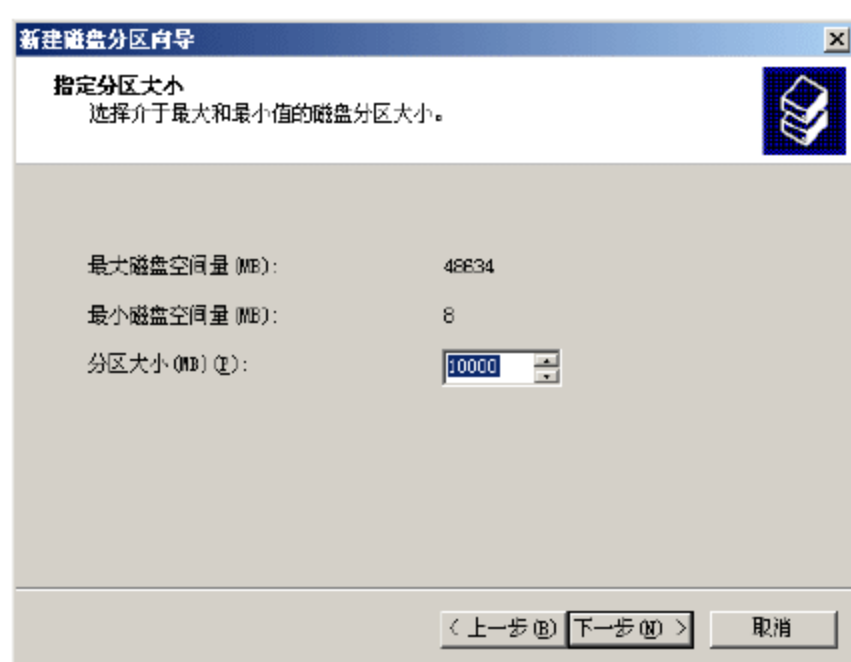 新建磁盘分区向导
指定分区大小
选择介于最大和最小值的磁盘分区大小。
最大磁盘空间量(MB): 48634
最小磁盘空间量(MB): 8
分区大小(MB)(P): 10000
< 上一步(B) 下一步(N) > 取消